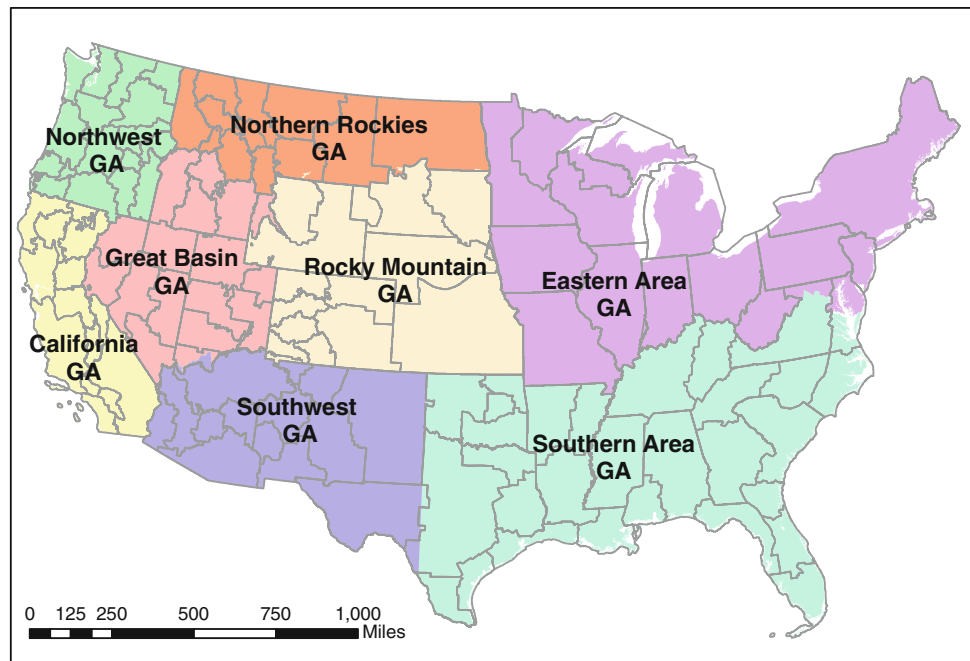 Northwest
GA
Northern Rockies
GA
Great Basin
GA
Rocky Mountain
GA
Eastern Area
GA
California
GA
Southwest
GA
Southern Area
GA
0 125 250 500 750 1,000
Miles